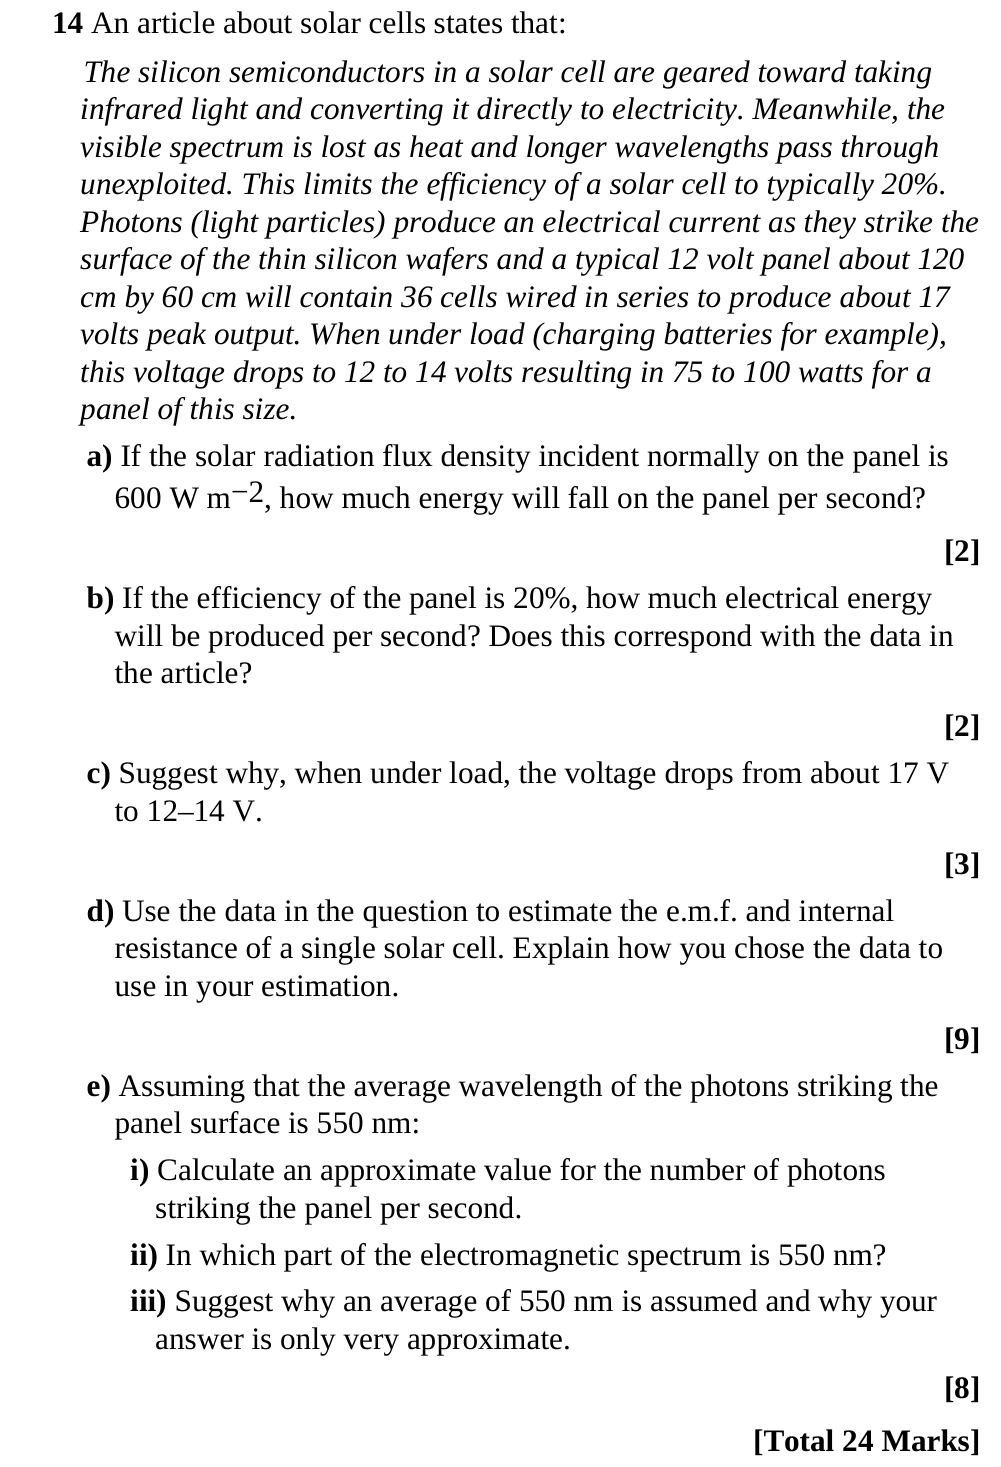 14 An article about solar cells states that:
The silicon semiconductors in a solar cell are geared toward taking
infrared light and converting it directly to electricity. Meanwhile, the
visible spectrum is lost as heat and longer wavelengths pass through
unexploited. This limits the efficiency of a solar cell to typically 20%.
Photons (light particles) produce an electrical current as they strike the
surface of the thin silicon wafers and a typical 12 volt panel about 120
cm by 60 cm will contain 36 cells wired in series to produce about 17
volts peak output. When under load (charging batteries for example),
this voltage drops to 12 to 14 volts resulting in 75 to 100 watts for a
panel of this size.
a) If the solar radiation flux density incident normally on the panel is
600 W m−2, how much energy will fall on the panel per second?
[2]
b) If the efficiency of the panel is 20%, how much electrical energy
will be produced per second? Does this correspond with the data in
the article?
[2]
c) Suggest why, when under load, the voltage drops from about 17 V
to 12–14 V.
[3]
d) Use the data in the question to estimate the e.m.f. and internal
resistance of a single solar cell. Explain how you chose the data to
use in your estimation.
[9]
e) Assuming that the average wavelength of the photons striking the
panel surface is 550 nm:
i) Calculate an approximate value for the number of photons
striking the panel per second.
ii) In which part of the electromagnetic spectrum is 550 nm?
iii) Suggest why an average of 550 nm is assumed and why your
answer is only very approximate.
[8]
[Total 24 Marks]